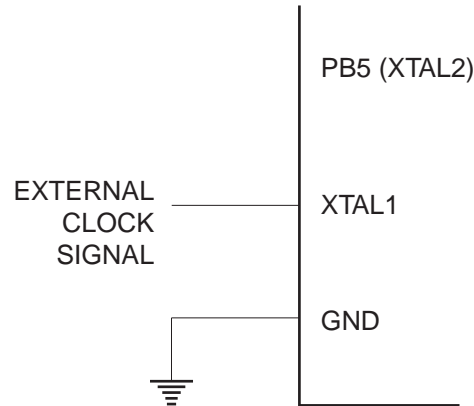 PB5 (XTAL2)
EXTERNAL
CLOCK
SIGNAL
XTAL1
GND